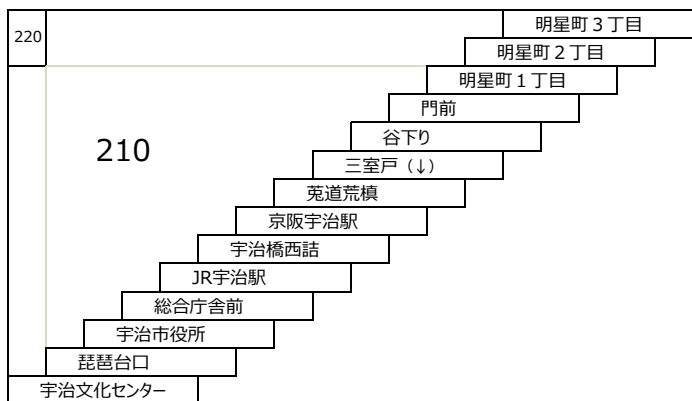 220
明星町３丁目
明星町２丁目
明星町１丁目
門前
210
谷下り
三室戸（↓）
莵道荒槙
京阪宇治駅
宇治橋西詰
JR宇治駅
総合庁舎前
宇治市役所
琵琶台口
宇治文化センター